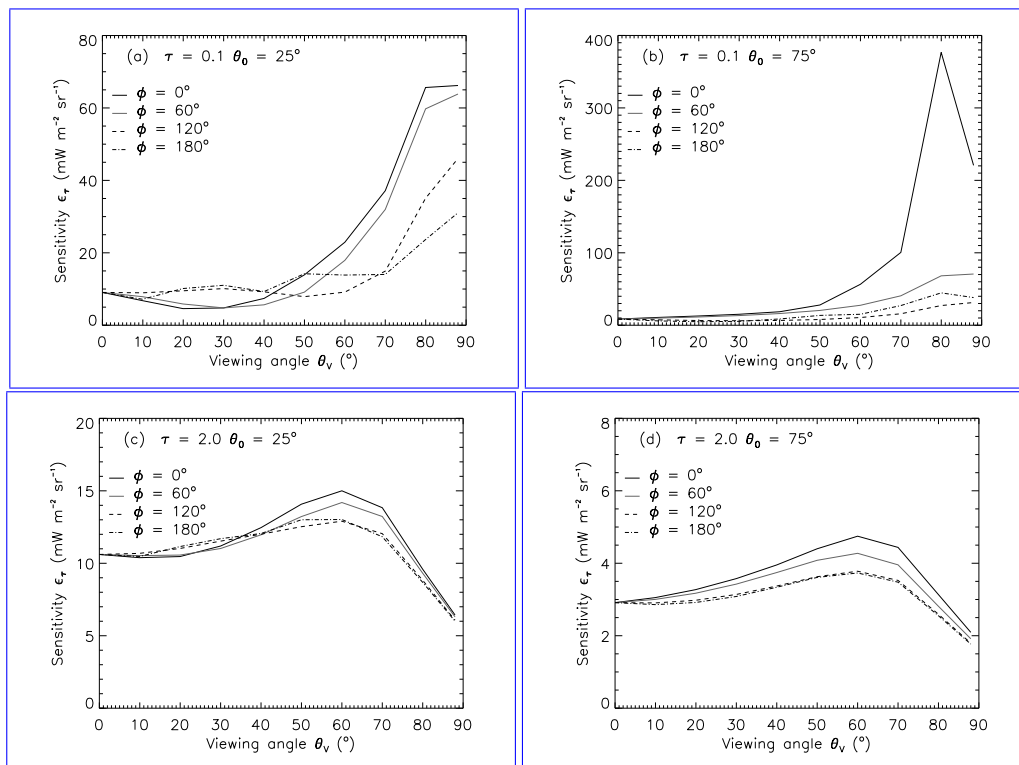 (a) τ = 0.1 θ₀ = 25°
ϕ = 0°
ϕ = 60°
ϕ = 120°
ϕ = 180°
Sensitivity ϵτ (mW m⁻² sr⁻¹)
80
60
40
20
0
0 10 20 30 40 50 60 70 80 90
Viewing angle θᵥ (°)
(b) τ = 0.1 θ₀ = 75°
ϕ = 0°
ϕ = 60°
ϕ = 120°
ϕ = 180°
Sensitivity ϵτ (mW m⁻² sr⁻¹)
400
300
200
100
0
0 10 20 30 40 50 60 70 80 90
Viewing angle θᵥ (°)
(c) τ = 2.0 θ₀ = 25°
ϕ = 0°
ϕ = 60°
ϕ = 120°
ϕ = 180°
Sensitivity ϵτ (mW m⁻² sr⁻¹)
20
15
10
5
0
0 10 20 30 40 50 60 70 80 90
Viewing angle θᵥ (°)
(d) τ = 2.0 θ₀ = 75°
ϕ = 0°
ϕ = 60°
ϕ = 120°
ϕ = 180°
Sensitivity ϵτ (mW m⁻² sr⁻¹)
8
6
4
2
0
0 10 20 30 40 50 60 70 80 90
Viewing angle θᵥ (°)